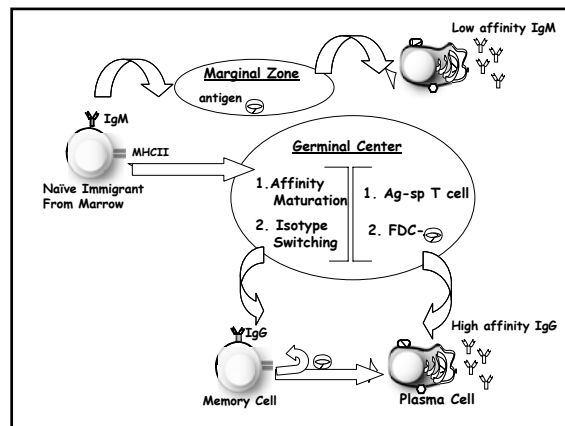 Low affinity IgM
Marginal Zone
antigen
IgM
MHCII
Naïve Immigrant
From Marrow
Germinal Center
1.Affinity
Maturation
2. Isotype
Switching
1. Ag-sp T cell
2. FDC-
IgG
Memory Cell
High affinity IgG
Plasma Cell